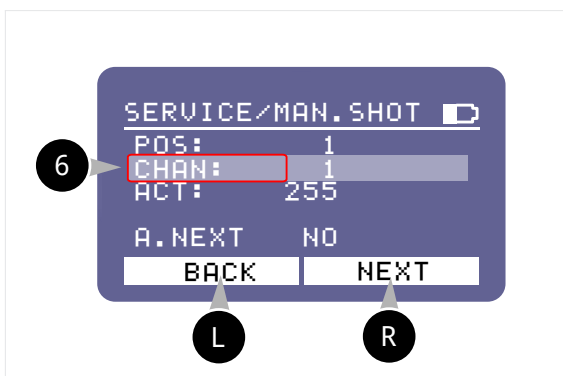 SERVICE/MAN.SHOT
POS: 1
6
CHAN: 1
ACT: 255
A.NEXT NO
BACK NEXT
L R